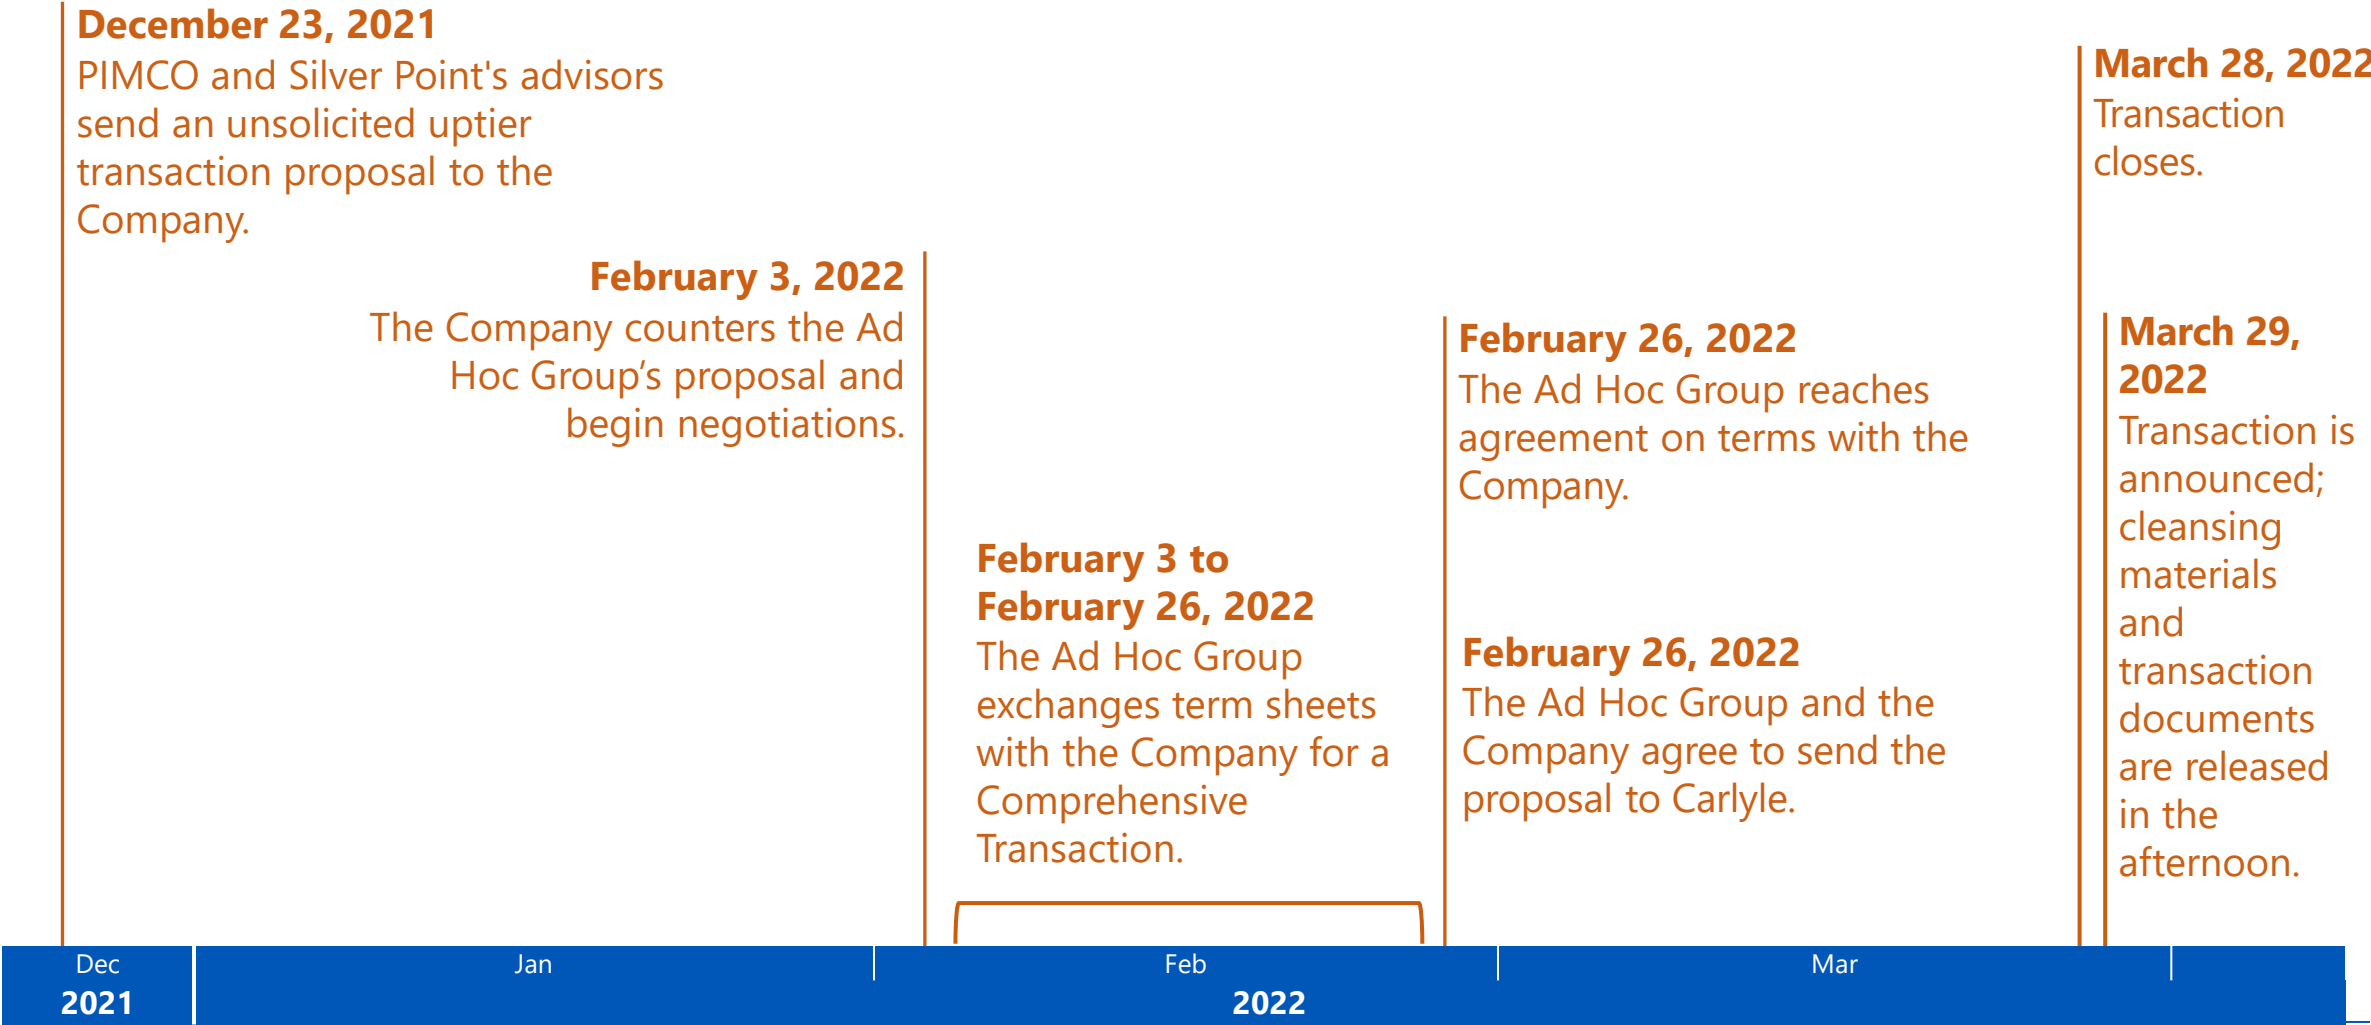 December 23, 2021
PIMCO and Silver Point's advisors
send an unsolicited uptier
transaction proposal to the
Company.
February 3, 2022
The Company counters the Ad
Hoc Group’s proposal and
begin negotiations.
February 3 to
February 26, 2022
The Ad Hoc Group
exchanges term sheets
with the Company for a
Comprehensive
Transaction.
February 26, 2022
The Ad Hoc Group reaches
agreement on terms with the
Company.
February 26, 2022
The Ad Hoc Group and the
Company agree to send the
proposal to Carlyle.
March 28, 2022
Transaction
closes.
March 29,
2022
Transaction is
announced;
cleansing
materials
and
transaction
documents
are released
in the
afternoon.
Dec
Jan
Feb
Mar
2021
2022